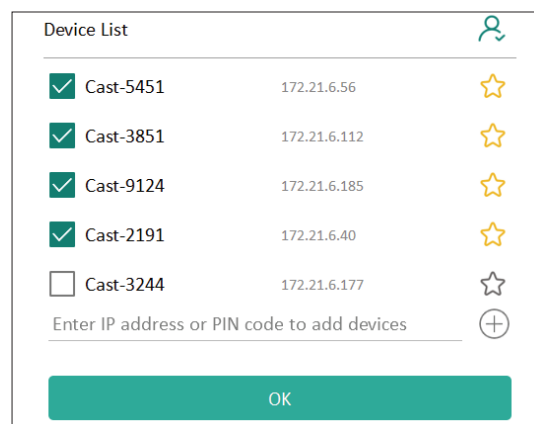 Device List
Cast-5451 172.21.6.56
Cast-3851 172.21.6.112
Cast-9124 172.21.6.185
Cast-2191 172.21.6.40
Cast-3244 172.21.6.177
Enter IP address or PIN code to add devices
OK